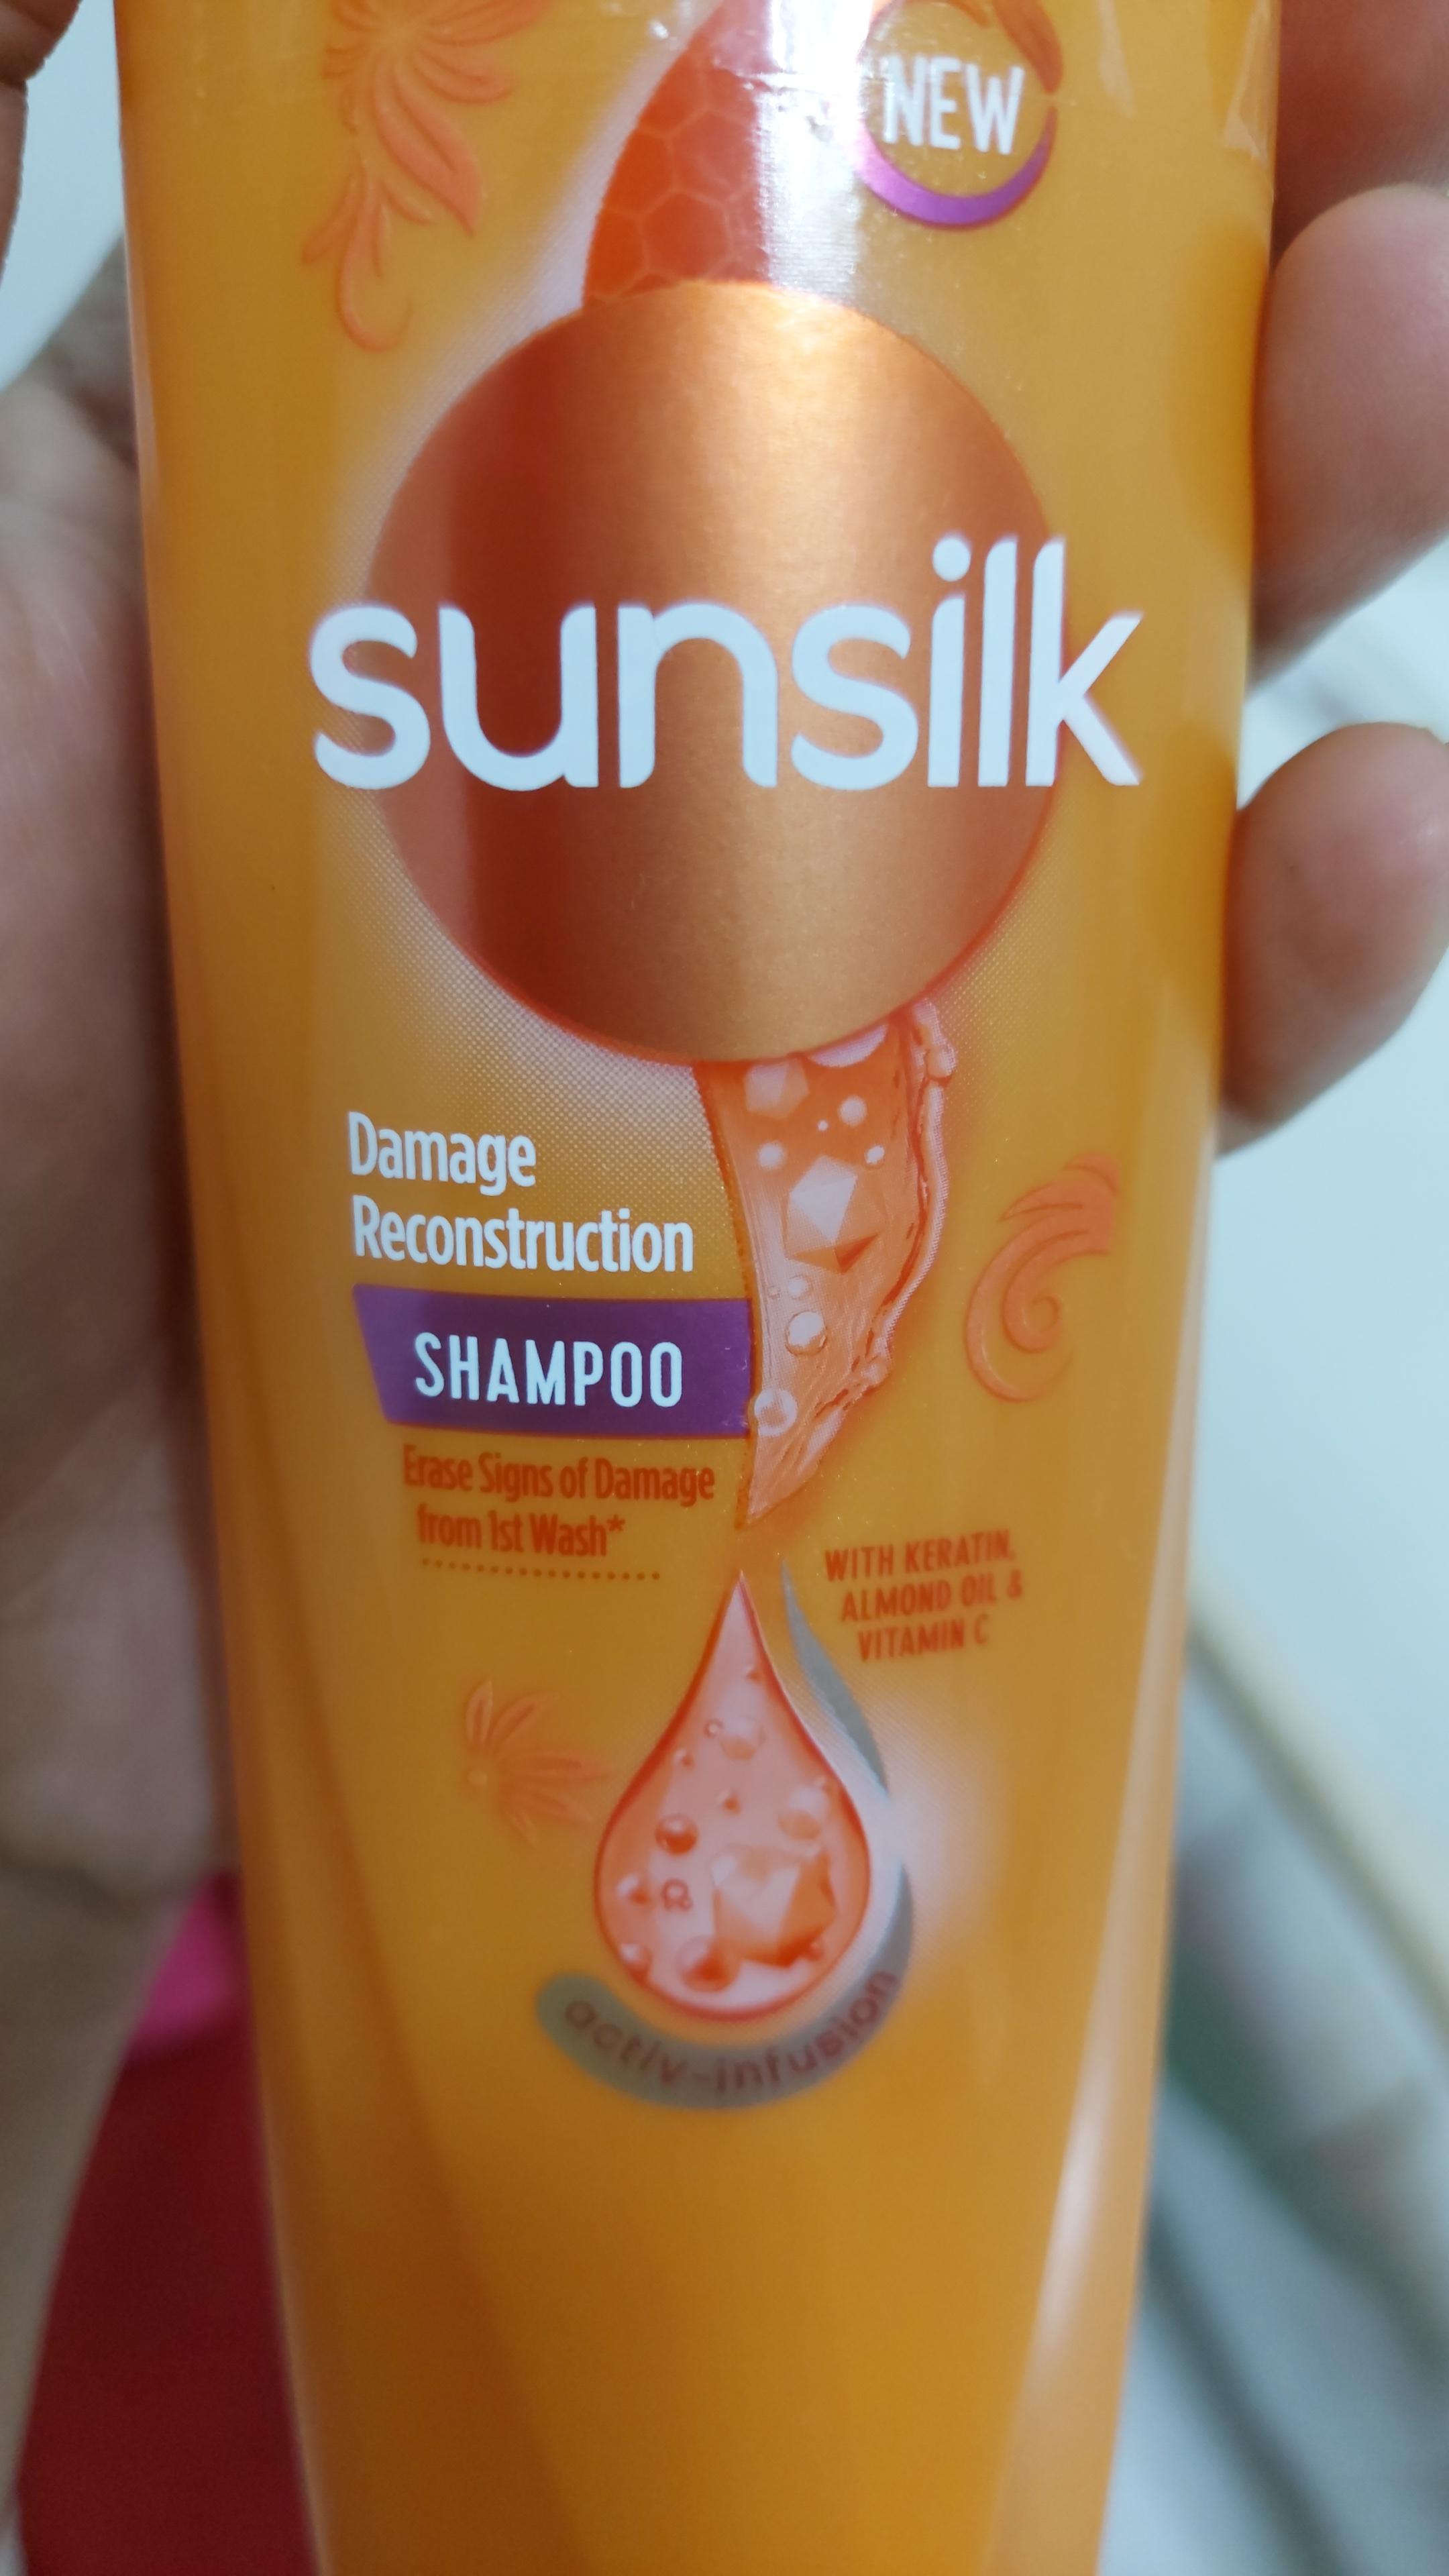 NEW
sunsilk
Damage
Reconstruction
SHAMPOO
Erase Signs of Damage
from 1st Wash*
WITH KERATIN,
ALMOND OIL &
VITAMIN C
activ-infusion